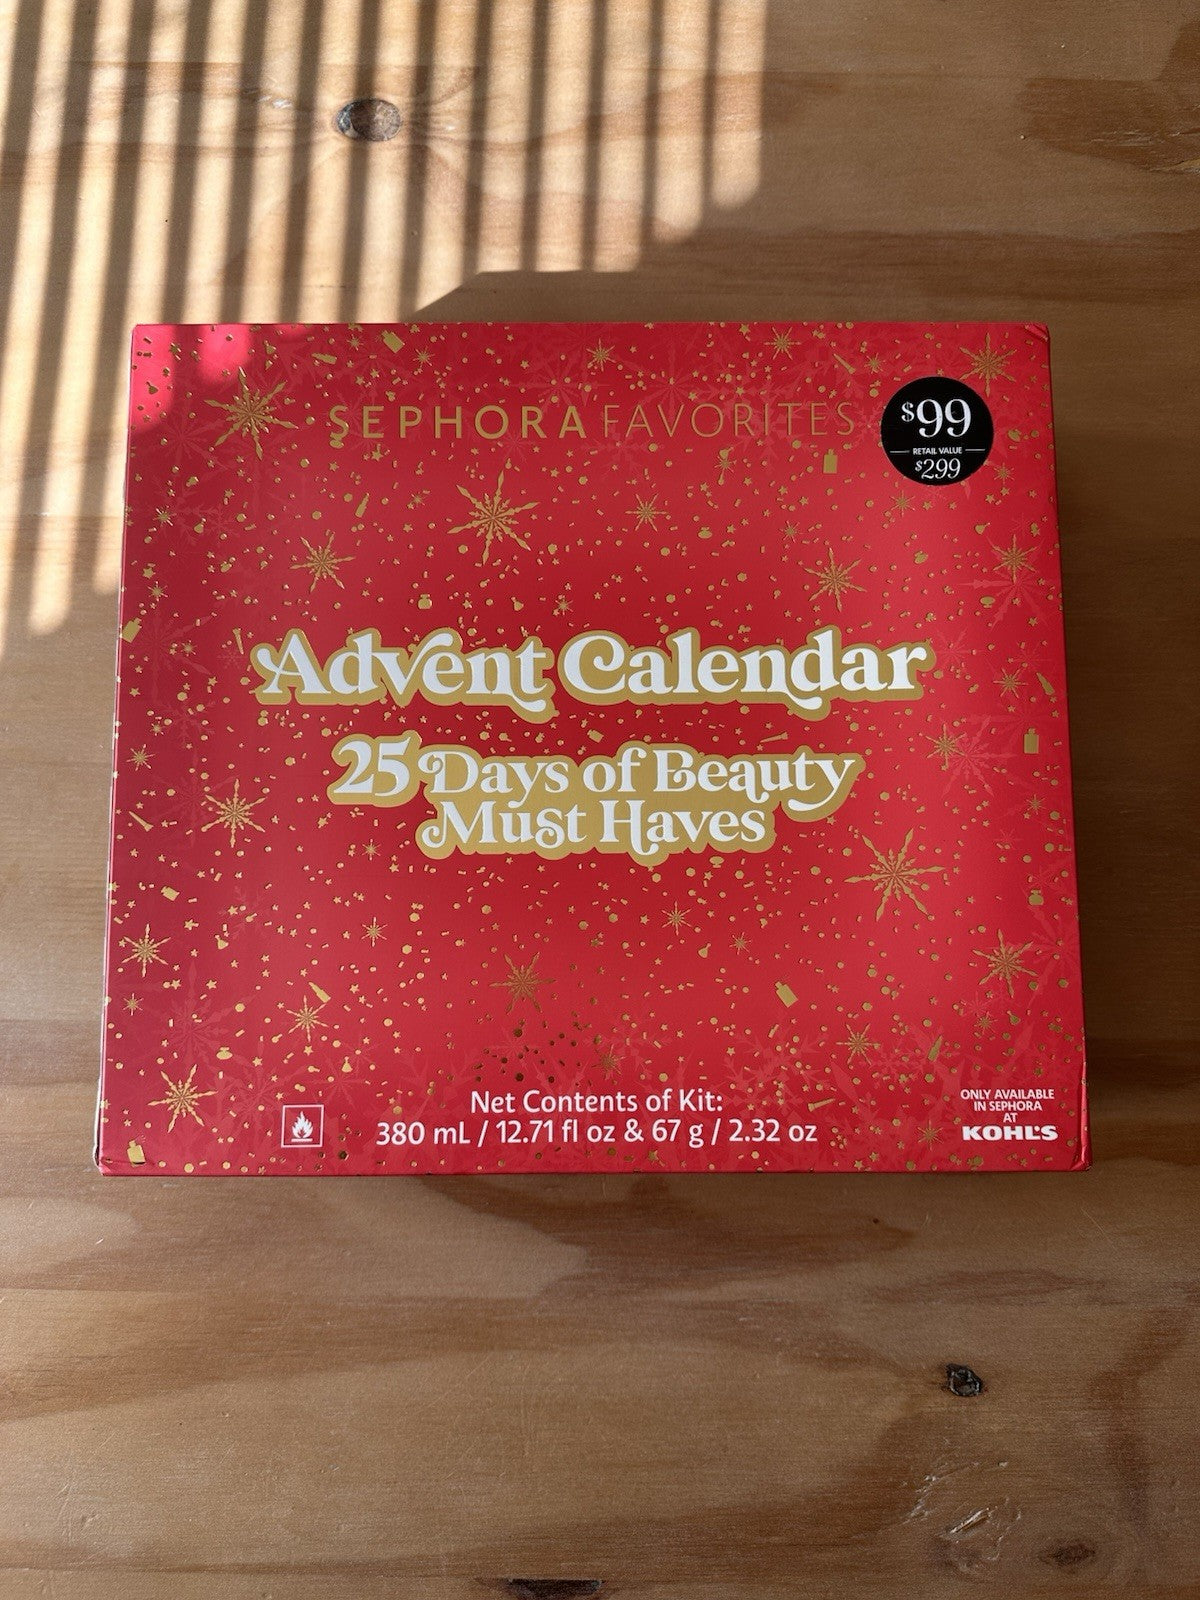 SEPHORA FAVORITES
$99
RETAIL VALUE
$299
Advent Calendar
25 Days of Beauty
Must Haves
Net Contents of Kit:
380 mL / 12.71 fl oz & 67 g / 2.32 oz
ONLY AVAILABLE
IN SEPHORA
AT
KOHL'S